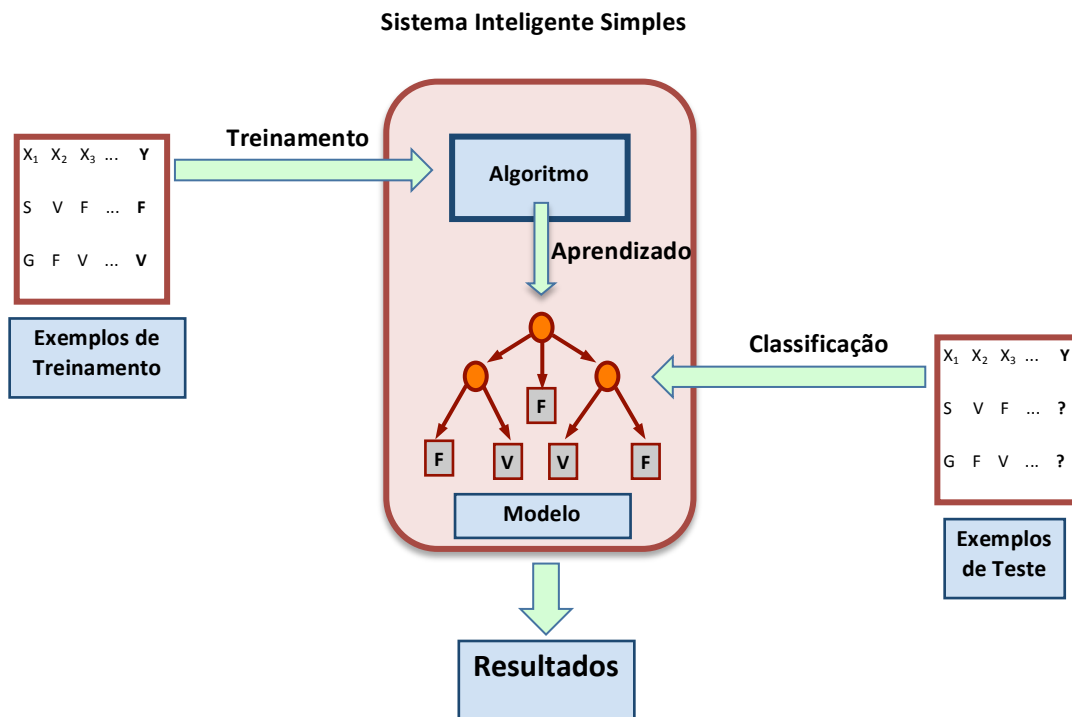 Sistema Inteligente Simples
Treinamento
X₁ X₂ X₃ ... Y
S V F ... F
G F V ... V
Exemplos de
Treinamento
Algoritmo
Aprendizado
F
F V V F
Modelo
Classificação
X₁ X₂ X₃ ... Y
S V F ... ?
G F V ... ?
Exemplos
de Teste
Resultados